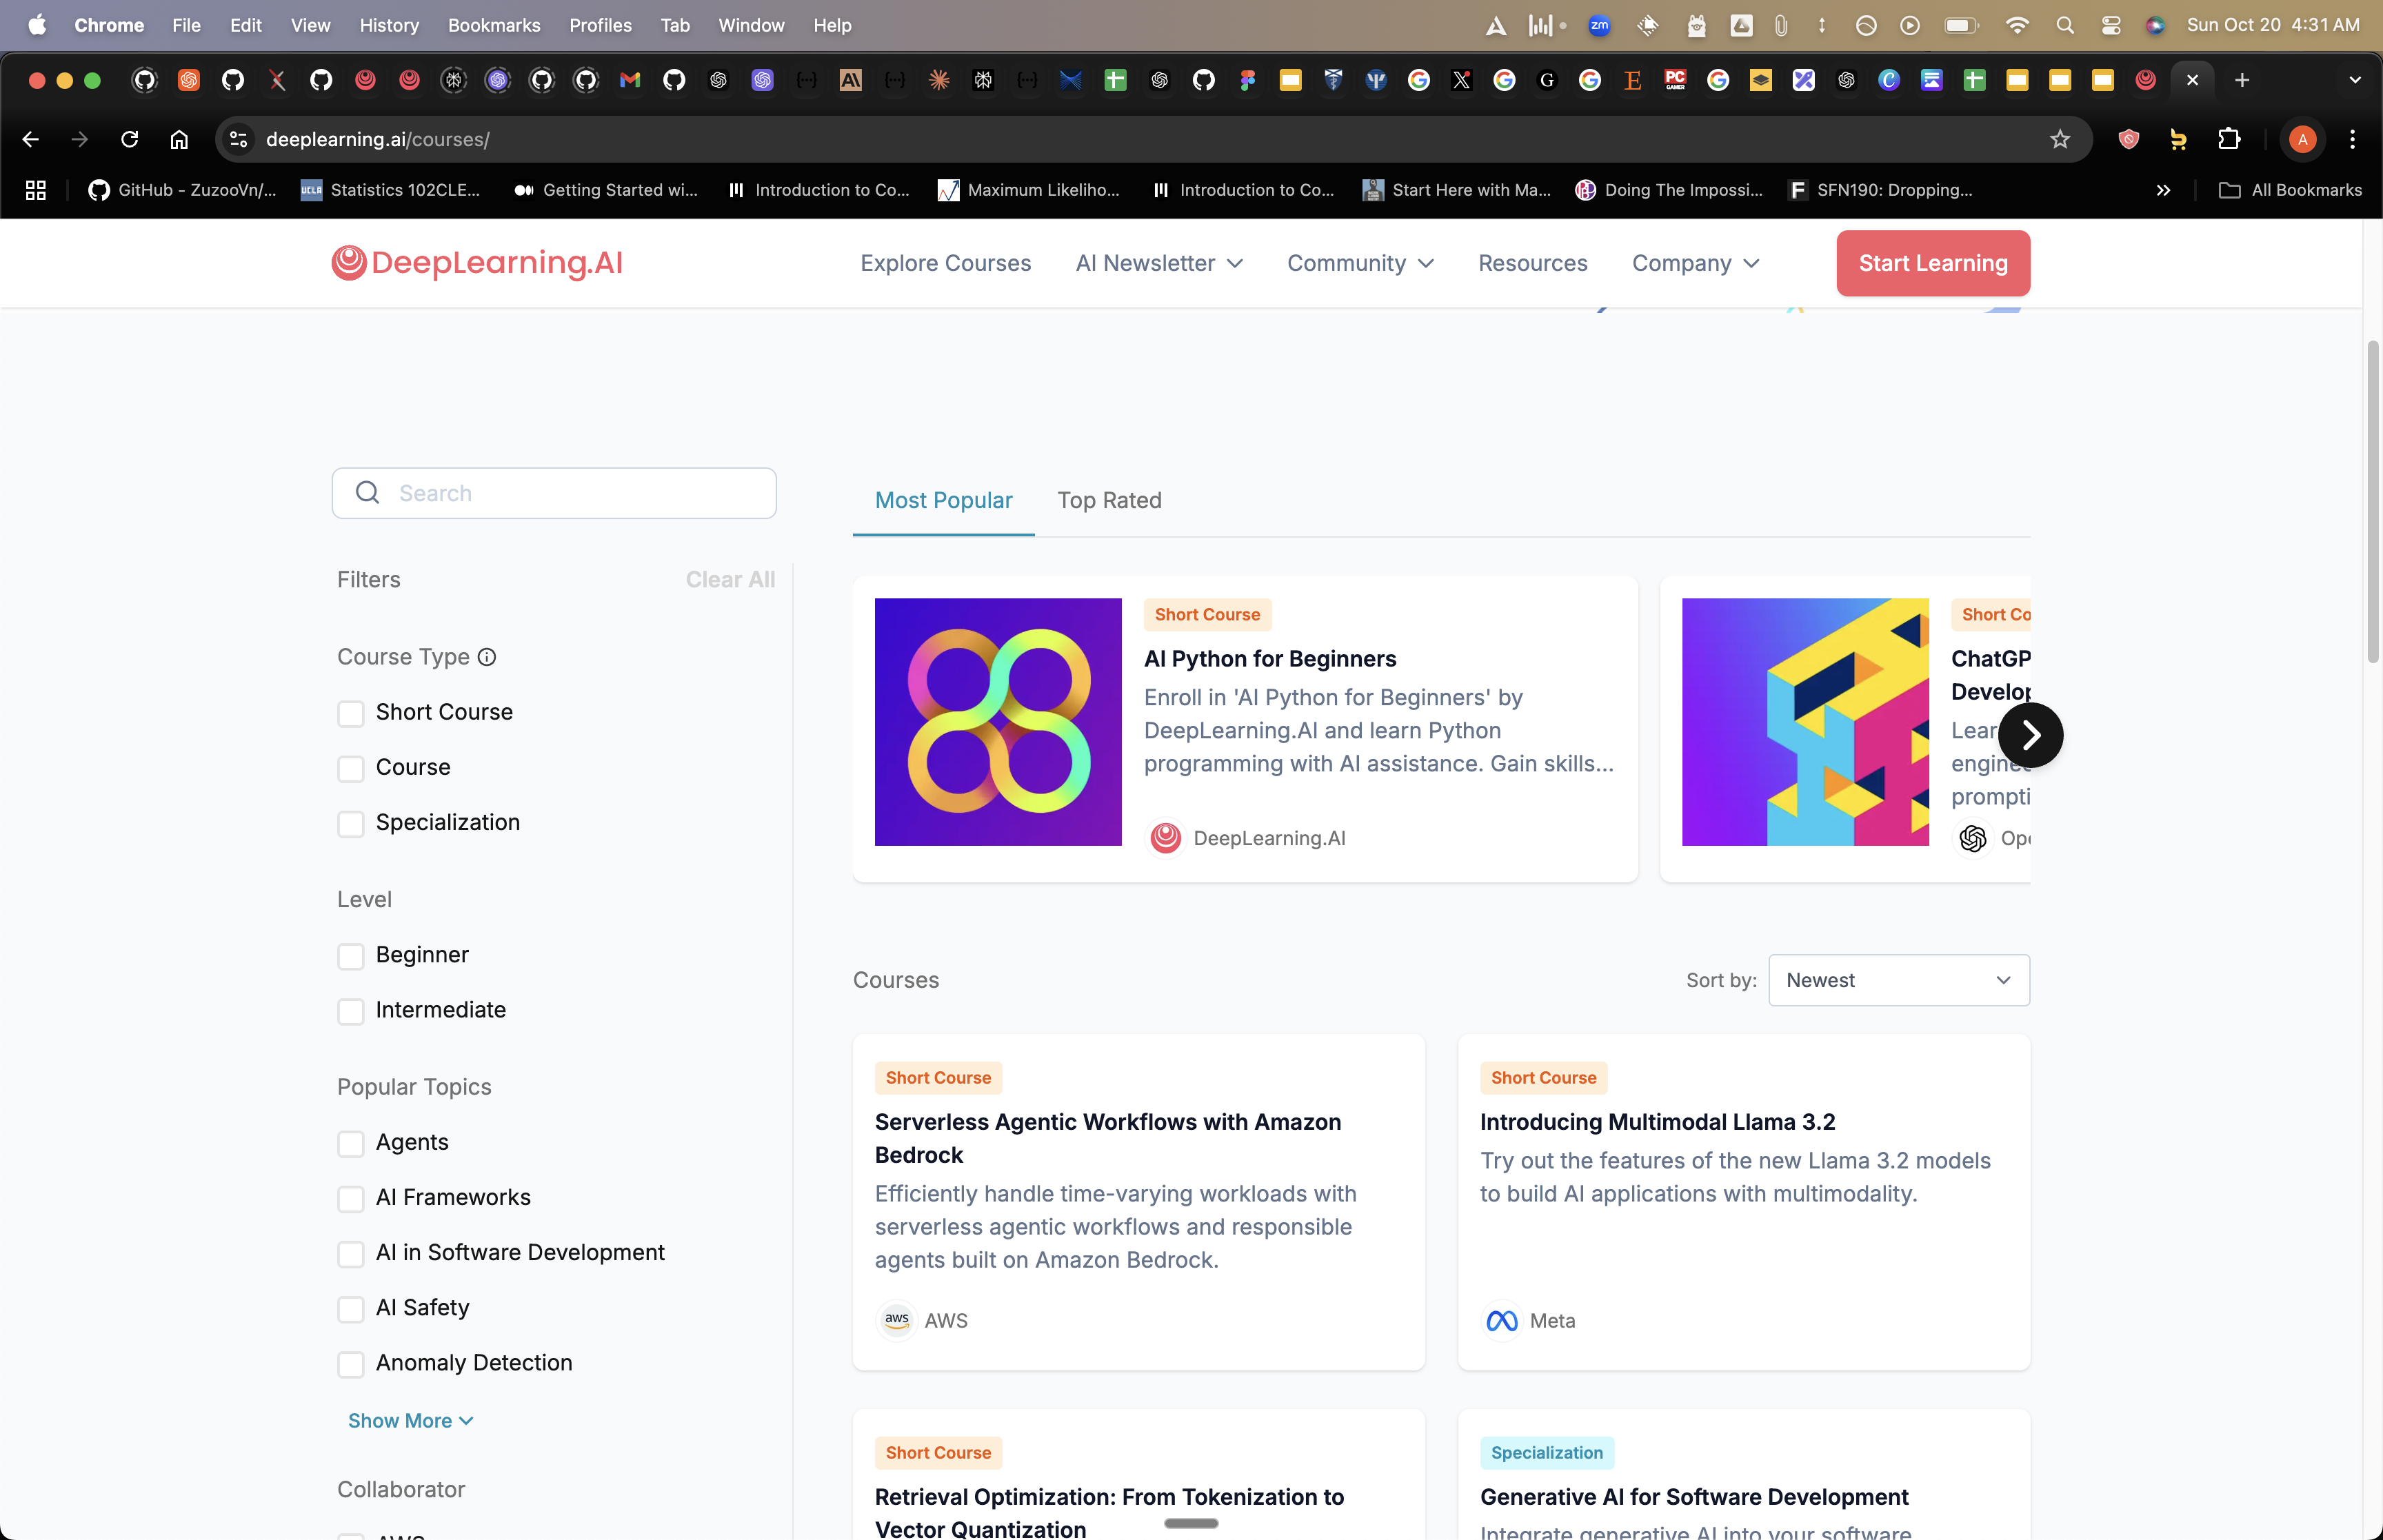 Chrome File Edit View History Bookmarks Profiles Tab Window Help
zm
Sun Oct 20 4:31 AM
deeplearning.ai/courses/
A
GitHub - ZuzooVn/...
UCLA Statistics 102CLE...
Getting Started wi...
Introduction to Co...
Maximum Likeliho...
Introduction to Co...
Start Here with Ma...
Doing The Impossi...
SFN190: Dropping...
All Bookmarks
DeepLearning.AI
Explore Courses
AI Newsletter
Community
Resources
Company
Start Learning
Search
Filters
Clear All
Course Type
Short Course
Course
Specialization
Level
Beginner
Intermediate
Popular Topics
Agents
AI Frameworks
AI in Software Development
AI Safety
Anomaly Detection
Show More
Collaborator
AWS
Most Popular
Top Rated
Short Course
AI Python for Beginners
Enroll in 'AI Python for Beginners' by
DeepLearning.AI and learn Python
programming with AI assistance. Gain skills...
DeepLearning.AI
Short Co
ChatGP
Develop
Lear
engine
prompti
Ope
Courses
Sort by:
Newest
Short Course
Serverless Agentic Workflows with Amazon
Bedrock
Efficiently handle time-varying workloads with
serverless agentic workflows and responsible
agents built on Amazon Bedrock.
aws AWS
Short Course
Introducing Multimodal Llama 3.2
Try out the features of the new Llama 3.2 models
to build AI applications with multimodality.
Meta
Short Course
Retrieval Optimization: From Tokenization to
Vector Quantization
Specialization
Generative AI for Software Development
Integrate generative AI into your software